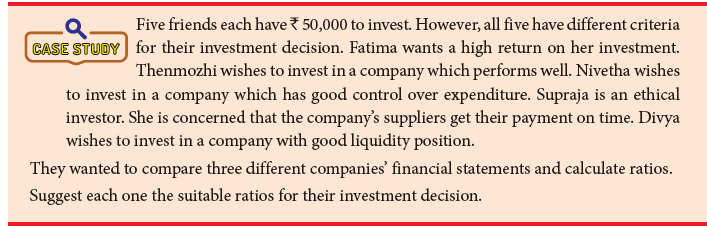 Five friends each have ₹ 50,000 to invest. However, all five have different criteria
CASE STUDY
for their investment decision. Fatima wants a high return on her investment.
Thenmozhi wishes to invest in a company which performs well. Nivetha wishes
to invest in a company which has good control over expenditure. Supraja is an ethical
investor. She is concerned that the company's suppliers get their payment on time. Divya
wishes to invest in a company with good liquidity position.
They wanted to compare three different companies' financial statements and calculate ratios.
Suggest each one the suitable ratios for their investment decision.